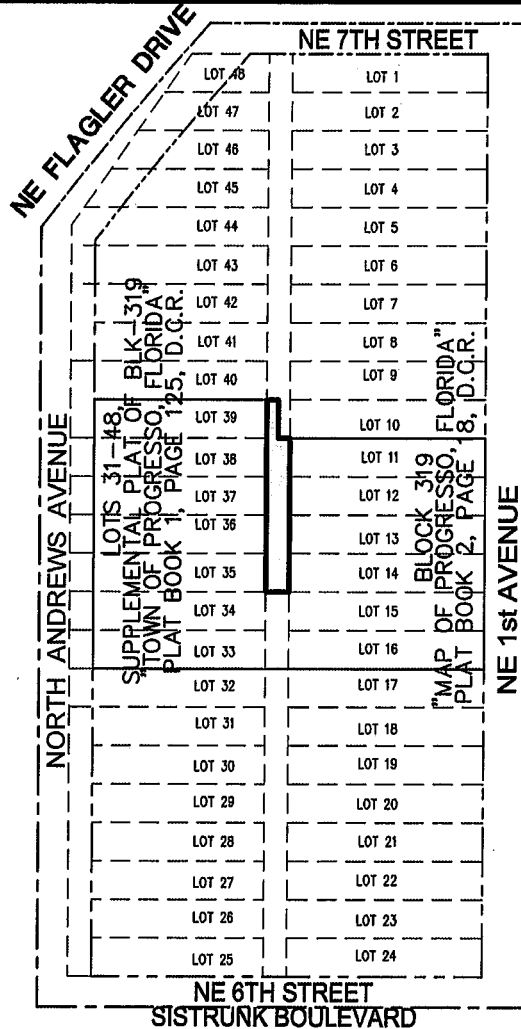 NE 7TH STREET
NE FLAGLER DRIVE
LOT 48
LOT 1
LOT 47
LOT 2
LOT 46
LOT 3
LOT 45
LOT 4
LOT 44
LOT 5
LOT 43
LOT 6
LOT 42
LOT 7
LOT 41
LOT 8
LOT 40
LOT 9
LOT 39
LOT 10
LOT 38
LOT 11
LOT 37
LOT 12
LOT 36
LOT 13
LOT 35
LOT 14
LOT 34
LOT 15
LOT 33
LOT 16
LOT 32
LOT 17
LOT 31
LOT 18
LOT 30
LOT 19
LOT 29
LOT 20
LOT 28
LOT 21
LOT 27
LOT 22
LOT 26
LOT 23
LOT 25
LOT 24
NORTH ANDREWS AVENUE
LOTS 31-48,
SUPPLEMENTAL PLAT OF BLK-319
"TOWN OF PROGRESSO, FLORIDA"
PLAT BOOK 1, PAGE 125, D.C.R.
BLOCK 319
"MAP OF PROGRESSO, FLORIDA"
PLAT BOOK 2, PAGE 18, D.C.R.
NE 1st AVENUE
NE 6TH STREET
SISTRUNK BOULEVARD